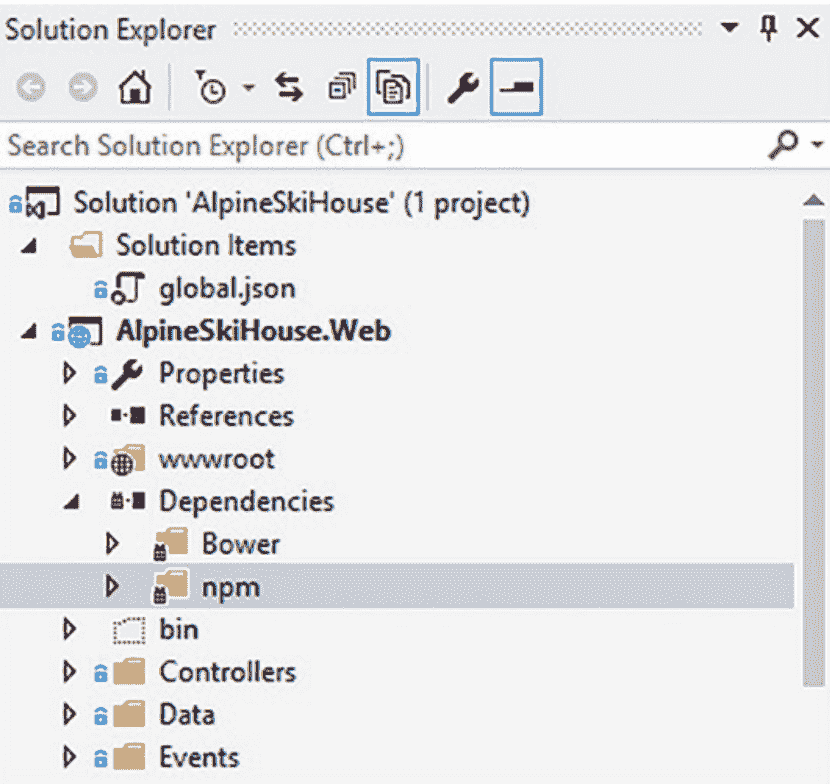 Solution Explorer
Search Solution Explorer (Ctrl+;)
Solution 'AlpineSkiHouse' (1 project)
Solution Items
global.json
AlpineSkiHouse.Web
Properties
References
wwwroot
Dependencies
Bower
npm
bin
Controllers
Data
Events